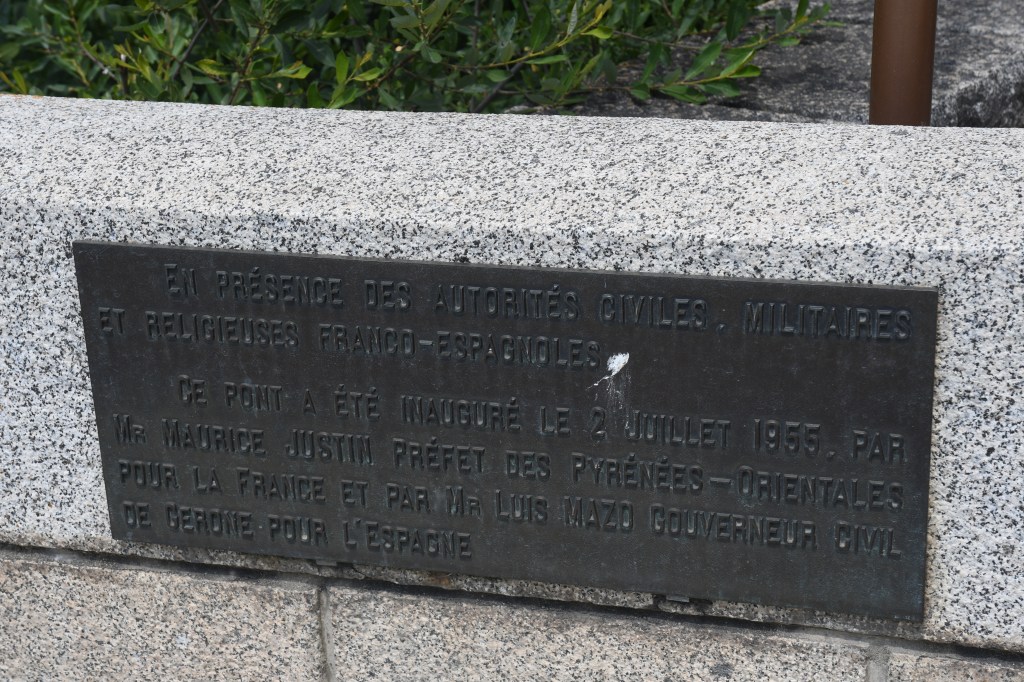 EN PRÉSENCE DES AUTORITÉS CIVILES, MILITAIRES
ET RELIGIEUSES FRANCO-ESPAGNOLES
CE PONT A ÉTÉ INAUGURÉ LE 2 JUILLET 1955. PAR
MR MAURICE JUSTIN PRÉFET DES PYRÉNÉES-ORIENTALES
POUR LA FRANCE ET PAR MR LUIS MAZO GOUVERNEUR CIVIL
DE GERONE POUR L'ESPAGNE